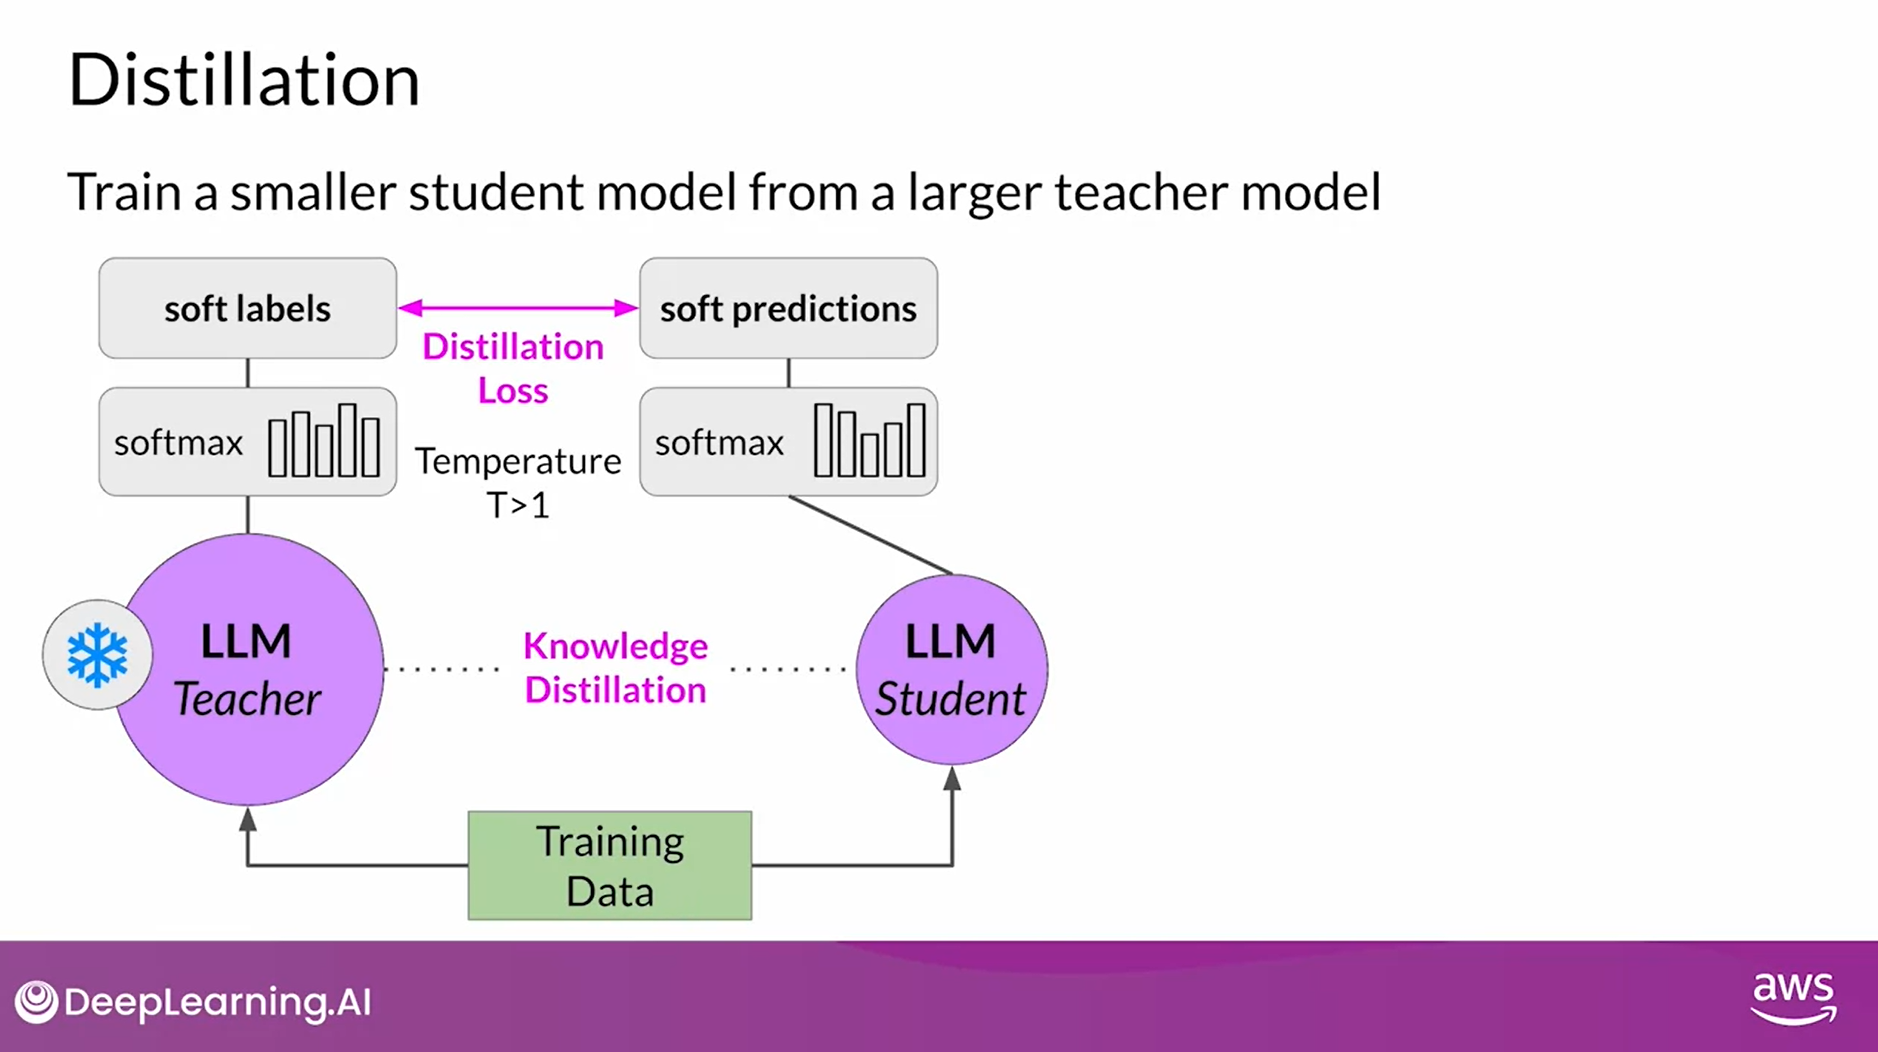 Distillation
Train a smaller student model from a larger teacher model
soft labels
soft predictions
Distillation
Loss
softmax
Temperature
T>1
softmax
LLM
Teacher
Knowledge
Distillation
LLM
Student
Training
Data
DeepLearning.AI
aws